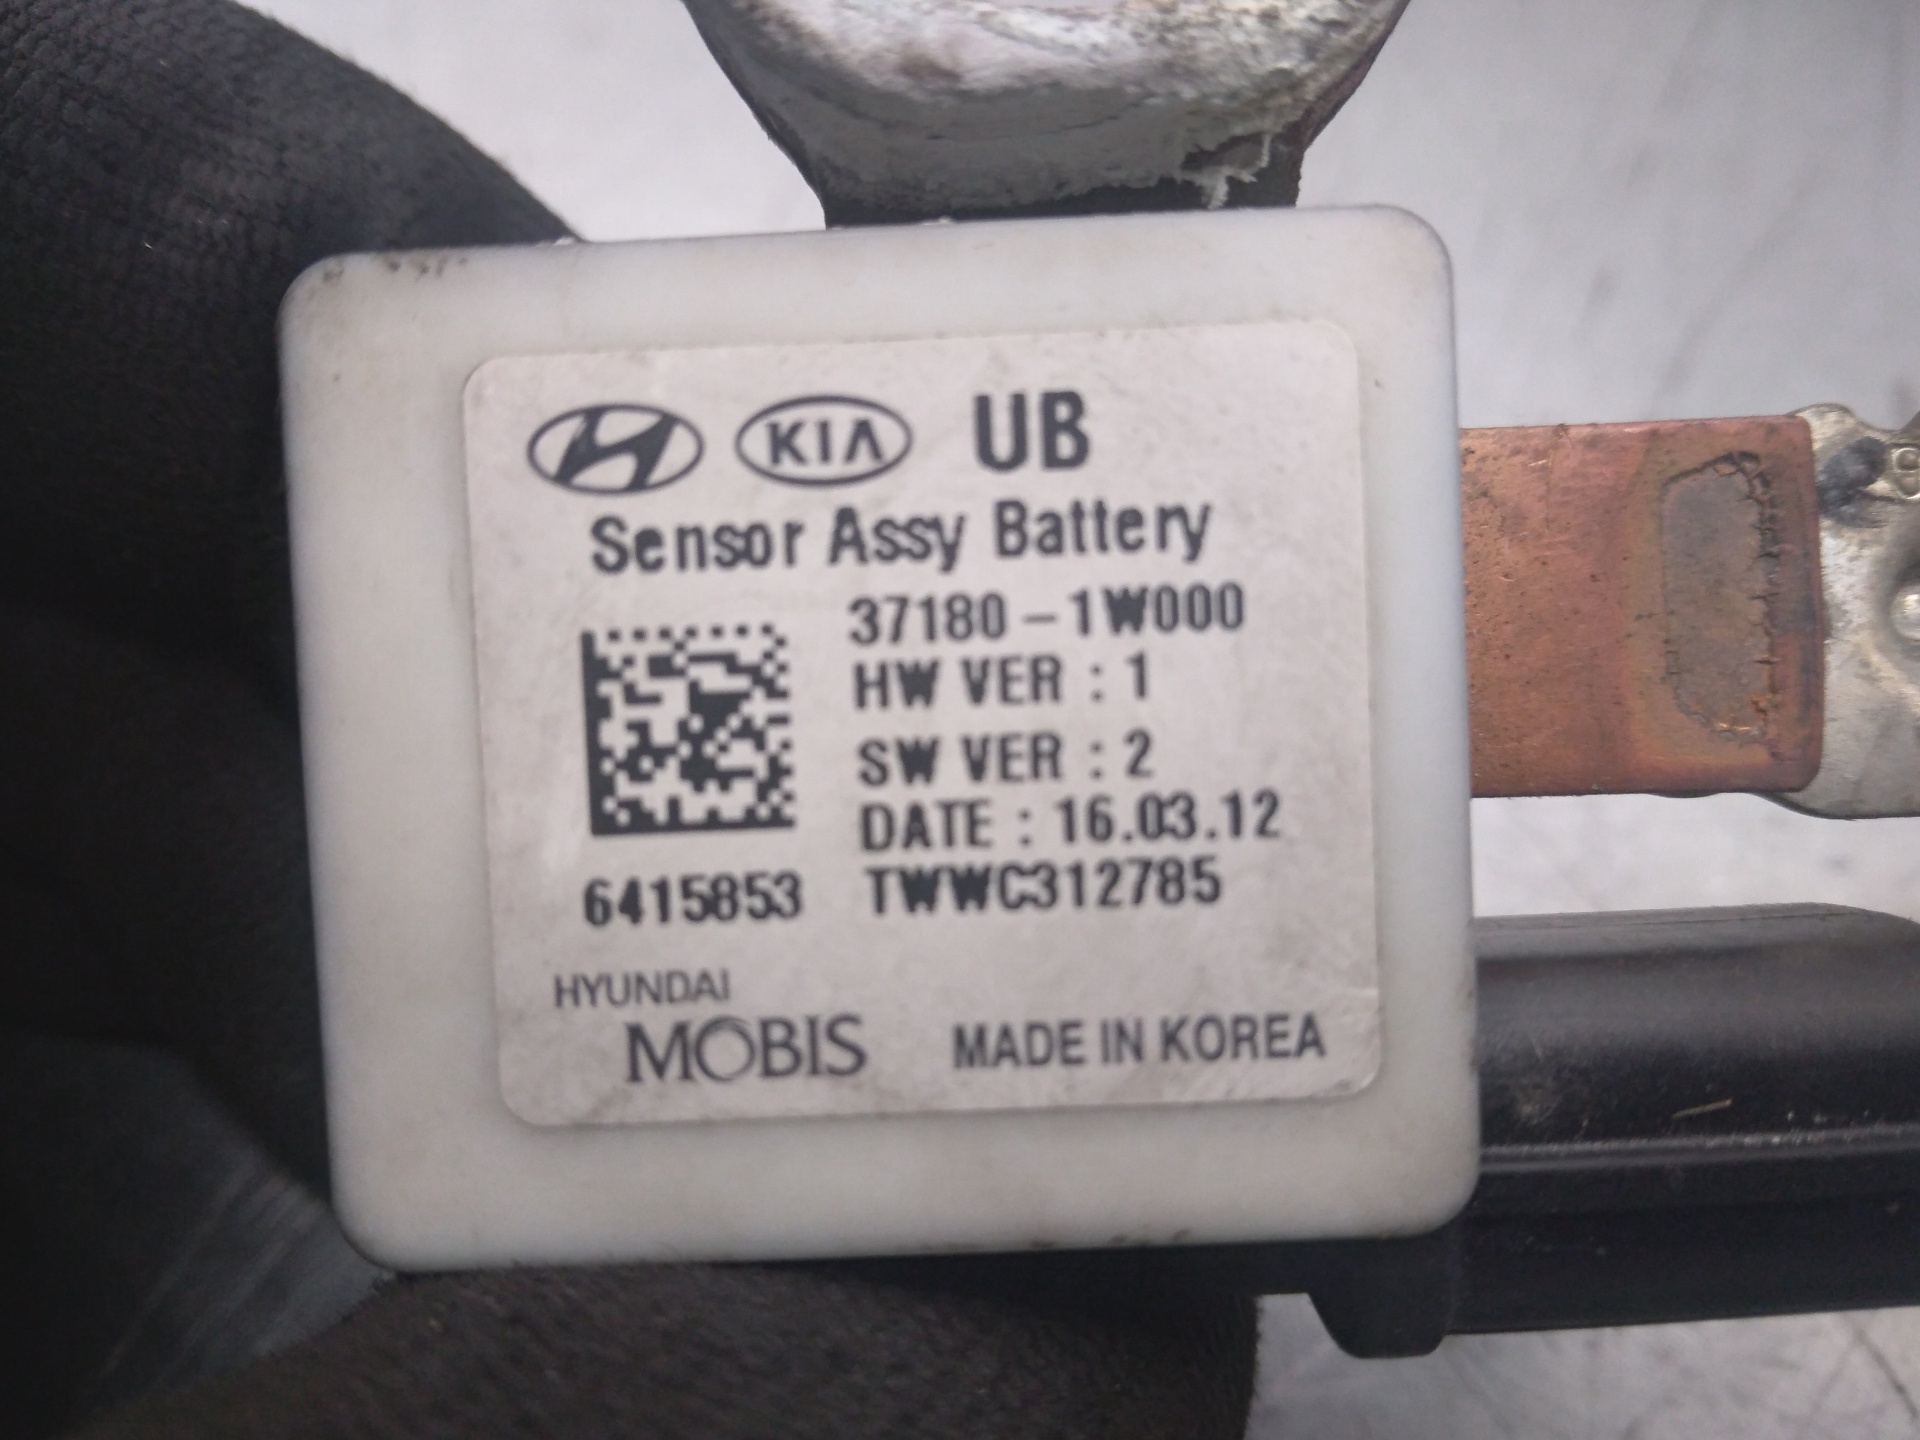 KIA UB
Sensor Assy Battery
37180-1W000
HW VER : 1
SW VER : 2
DATE : 16.03.12
6415853 TWWC312785
HYUNDAI
MOBIS MADE IN KOREA